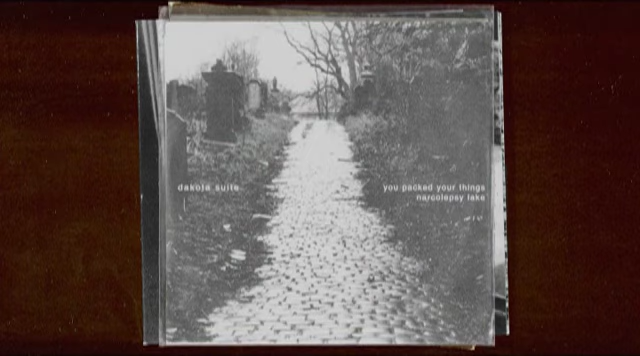 dakota suite
you packed your things
narcolepsy lake